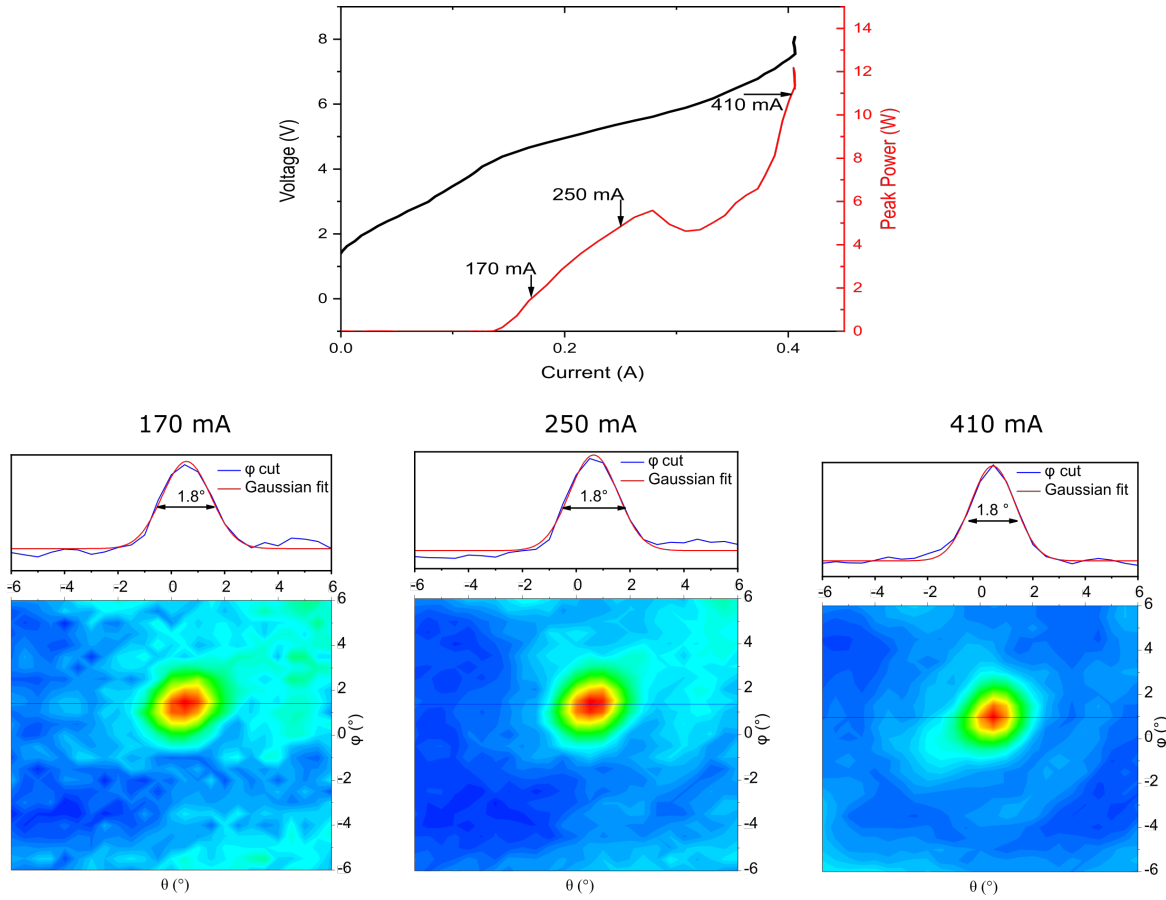 8
6
4
2
0
Voltage (V)
14
12
10
8
6
4
2
0
Peak Power (W)
410 mA
250 mA
170 mA
0.0
0.2
0.4
Current (A)
170 mA
250 mA
410 mA
φ cut
Gaussian fit
1.8°
-6 -4 -2 0 2 4 6
φ cut
Gaussian fit
1.8°
-6 -4 -2 0 2 4 6
φ cut
Gaussian fit
1.8 °
-6 -4 -2 0 2 4 6
6
4
2
0
-2
-4
-6
φ (°)
θ (°)
6
4
2
0
-2
-4
-6
φ (°)
θ (°)
6
4
2
0
-2
-4
-6
φ (°)
θ (°)